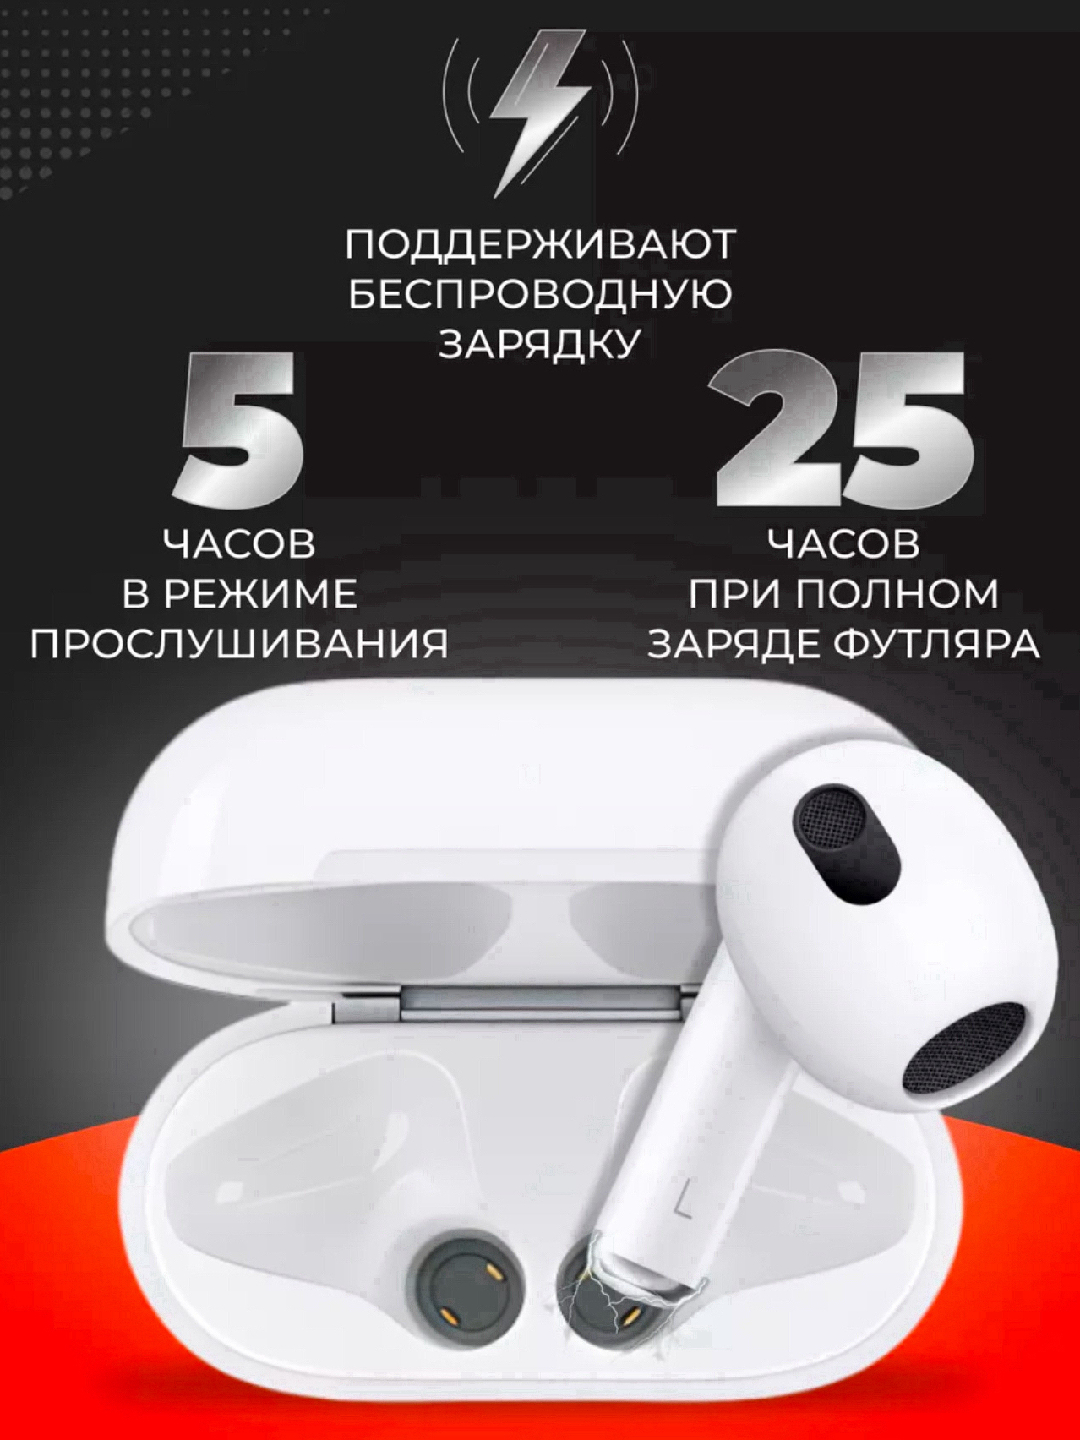 ПОДДЕРЖИВАЮТ
БЕСПРОВОДНУЮ
ЗАРЯДКУ
5
ЧАСОВ
В РЕЖИМЕ
ПРОСЛУШИВАНИЯ
25
ЧАСОВ
ПРИ ПОЛНОМ
ЗАРЯДЕ ФУТЛЯРА
L